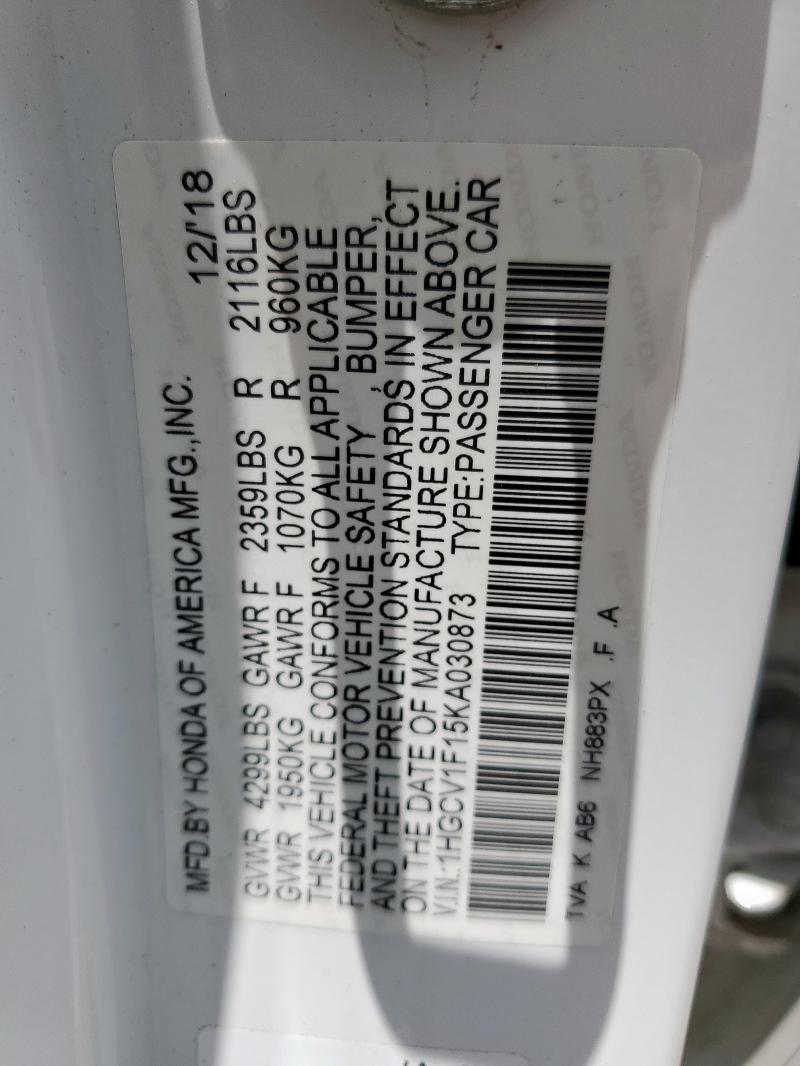 MFD.BY HONDA OF AMERICA MFG.,INC. 12/'18
GVWR 4299LBS GAWR F 2359LBS R 2116LBS
GVWR 1950KG GAWR F 1070KG R 960KG
THIS VEHICLE CONFORMS TO ALL APPLICABLE
FEDERAL MOTOR VEHICLE SAFETY , BUMPER,
AND THEFT PREVENTION STANDARDS IN EFFECT
ON THE DATE OF MANUFACTURE SHOWN ABOVE.
V.I.N.:1HGCV1F15KA030873 TYPE:PASSENGER CAR
TVA K AB6 NH883PX .F .A